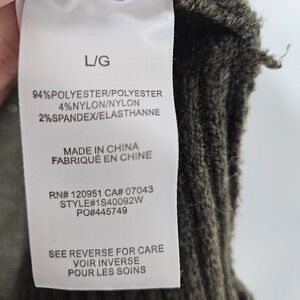 L/G
94%POLYESTER/POLYESTER
4%NYLON/NYLON
2%SPANDEX/ELASTHANNE
MADE IN CHINA
FABRIQUÉ EN CHINE
RN# 120951 CA# 07043
STYLE#1S40092W
PO#445749
SEE REVERSE FOR CARE
VOIR INVERSE
POUR LES SOINS